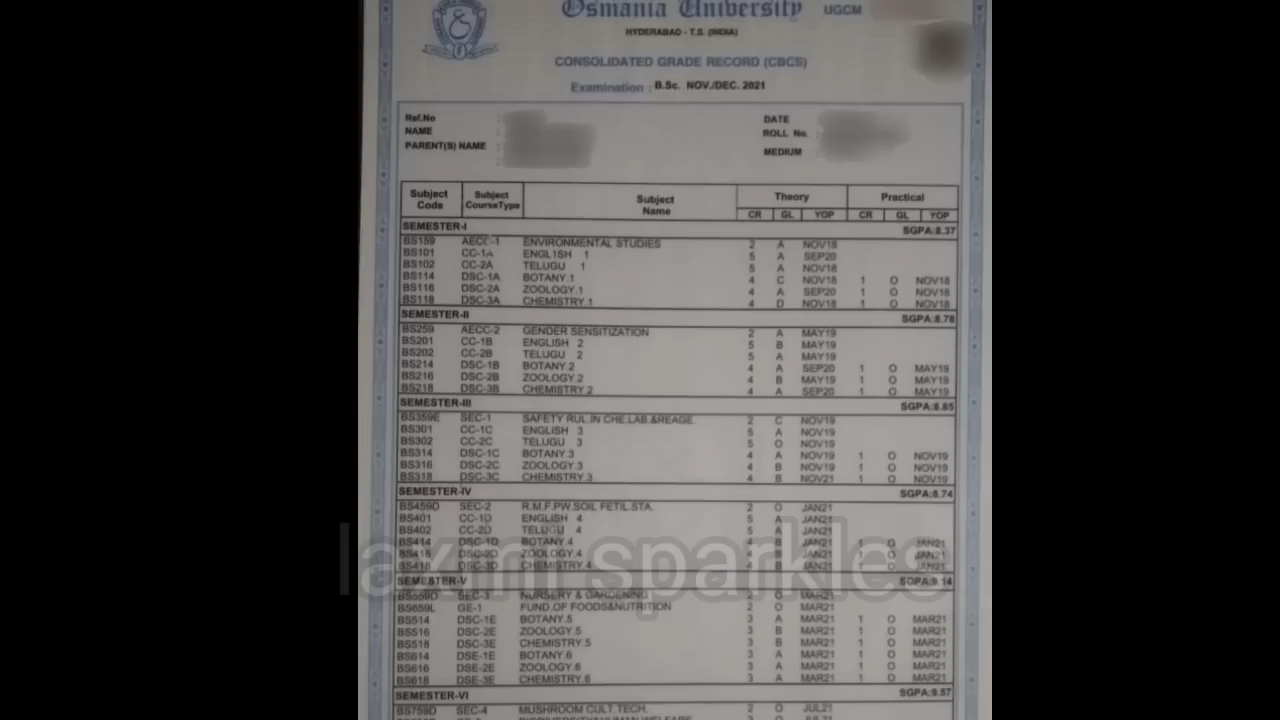 Osmania University UGCM
HYDERABAD - T.S. (INDIA)
CONSOLIDATED GRADE RECORD (CBCS)
Examination : B.Sc. NOV./DEC. 2021
Ref.No : DATE :
NAME : ROLL No. :
PARENT(S) NAME : MEDIUM :
Subject Code Subject CourseType Subject Name Theory Practical
CR GL YOP CR GL YOP
SEMESTER-I SGPA:8.37
BS159 AECC-1 ENVIRONMENTAL STUDIES 2 A NOV18
BS101 CC-1A ENGLISH 1 5 A SEP20
BS102 CC-2A TELUGU 1 5 A NOV18
BS114 DSC-1A BOTANY.1 4 C NOV18 1 O NOV18
BS116 DSC-2A ZOOLOGY.1 4 A SEP20 1 O NOV18
BS118 DSC-3A CHEMISTRY.1 4 D NOV18 1 O NOV18
SEMESTER-II SGPA:8.78
BS259 AECC-2 GENDER SENSITIZATION 2 A MAY19
BS201 CC-1B ENGLISH 2 5 B MAY19
BS202 CC-2B TELUGU 2 5 A MAY19
BS214 DSC-1B BOTANY.2 4 A SEP20 1 O MAY19
BS216 DSC-2B ZOOLOGY.2 4 B MAY19 1 O MAY19
BS218 DSC-3B CHEMISTRY.2 4 A SEP20 1 O MAY19
SEMESTER-III SGPA:8.85
BS359E SEC-1 SAFETY RUL.IN CHE.LAB.&REAGE. 2 C NOV19
BS301 CC-1C ENGLISH 3 5 A NOV19
BS302 CC-2C TELUGU 3 5 O NOV19
BS314 DSC-1C BOTANY.3 4 A NOV19 1 O NOV19
BS316 DSC-2C ZOOLOGY.3 4 B NOV19 1 O NOV19
BS318 DSC-3C CHEMISTRY.3 4 B NOV21 1 O NOV19
SEMESTER-IV SGPA:8.74
BS459D SEC-2 R.M.F.PW.SOIL FETIL.STA. 2 O JAN21
BS401 CC-1D ENGLISH 4 5 A JAN21
BS402 CC-2D TELUGU 4 5 A JAN21
BS414 DSC-1D BOTANY.4 4 B JAN21 1 O JAN21
BS416 DSC-2D ZOOLOGY.4 4 B JAN21 1 O JAN21
BS418 DSC-3D CHEMISTRY.4 4 B JAN21 1 O JAN21
laxmi sparkles
SEMESTER-V SGPA:9.14
BS559D SEC-3 NURSERY & GARDENING 2 O MAR21
BS659L GE-1 FUND.OF FOODS&NUTRITION 2 O MAR21
BS514 DSC-1E BOTANY.5 3 A MAR21 1 O MAR21
BS516 DSC-2E ZOOLOGY.5 3 B MAR21 1 O MAR21
BS518 DSC-3E CHEMISTRY.5 3 B MAR21 1 O MAR21
BS614 DSE-1E BOTANY.6 3 A MAR21 1 O MAR21
BS616 DSE-2E ZOOLOGY.6 3 A MAR21 1 O MAR21
BS618 DSE-3E CHEMISTRY.6 3 A MAR21 1 O MAR21
SEMESTER-VI SGPA:9.57
BS759D SEC-4 MUSHROOM CULT.TECH. 2 O JUL21